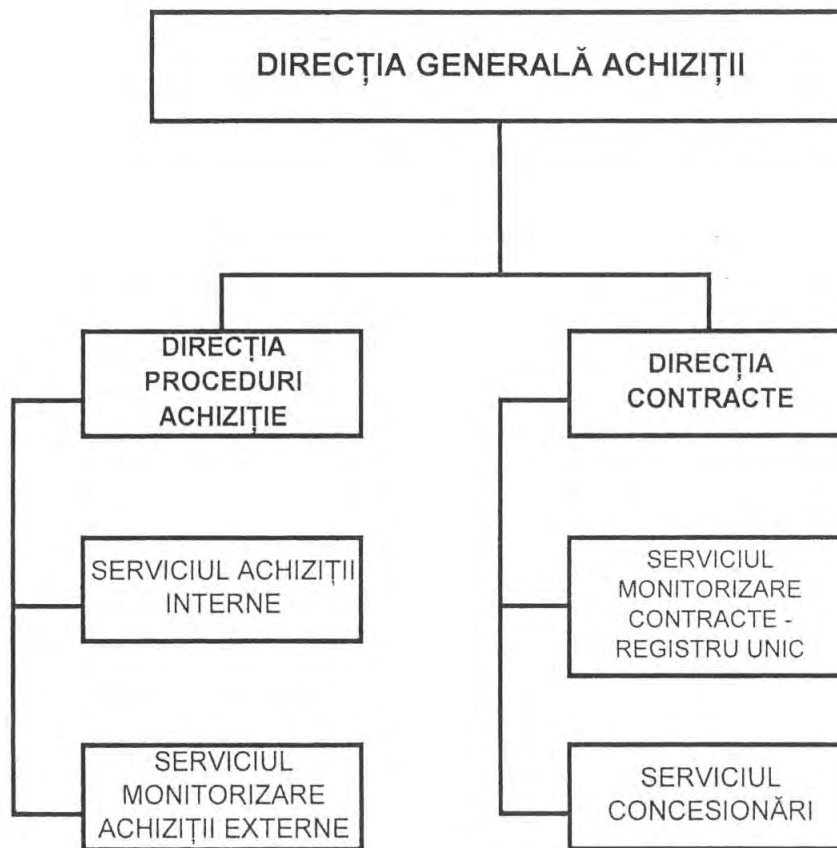 DIRECȚIA GENERALĂ ACHIZIȚII
DIRECȚIA
PROCEDURI
ACHIZIȚIE
DIRECȚIA
CONTRACTE
SERVICIUL ACHIZIȚII
INTERNE
SERVICIUL
MONITORIZARE
CONTRACTE -
REGISTRU UNIC
SERVICIUL
MONITORIZARE
ACHIZIȚII EXTERNE
SERVICIUL
CONCESIONĂRI